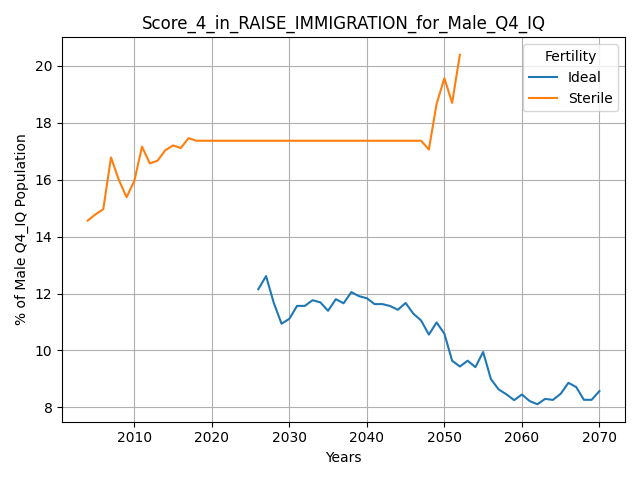 Score_4_in_RAISE_IMMIGRATION_for_Male_Q4_IQ
Fertility
Ideal
Sterile
% of Male Q4_IQ Population
20
18
16
14
12
10
8
2010 2020 2030 2040 2050 2060 2070
Years